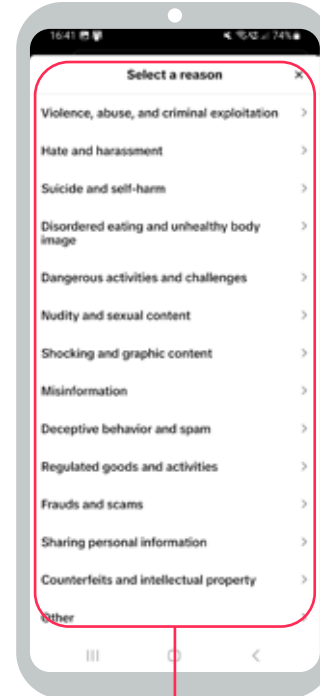 16:41
74%
Select a reason
Violence, abuse, and criminal exploitation
Hate and harassment
Suicide and self-harm
Disordered eating and unhealthy body
image
Dangerous activities and challenges
Nudity and sexual content
Shocking and graphic content
Misinformation
Deceptive behavior and spam
Regulated goods and activities
Frauds and scams
Sharing personal information
Counterfeits and intellectual property
Other